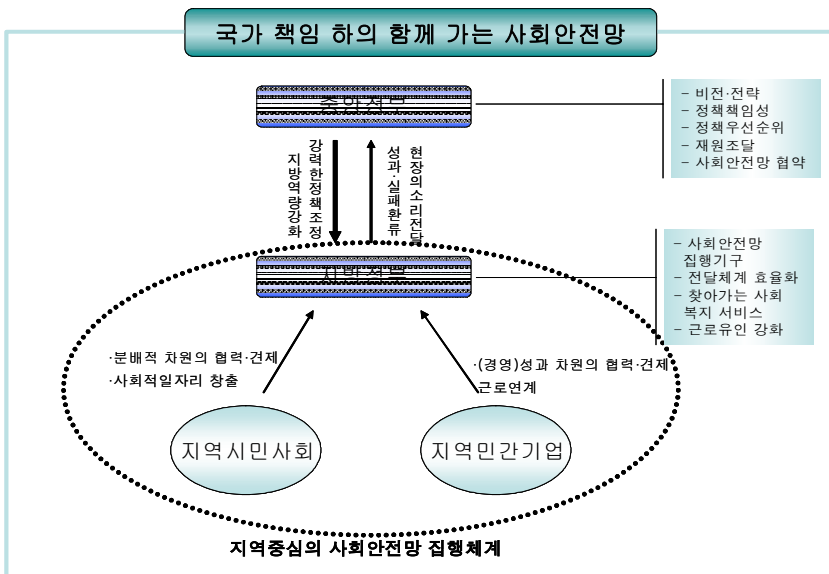 국가 책임 하의 함께 가는 사회안전망
중앙정부
- 비전·전략
- 정책책임성
- 정책우선순위
- 재원조달
- 사회안전망 협약
강력한정책조정
지방역량강화
현장의소리전달
성과·실패환류
지방정부
- 사회안전망
집행기구
- 전달체계 효율화
- 찾아가는 사회
복지 서비스
- 근로유인 강화
·분배적 차원의 협력·견제
·사회적일자리 창출
·(경영)성과 차원의 협력·견제
근로연계
지역시민사회
지역민간기업
지역중심의 사회안전망 집행체계